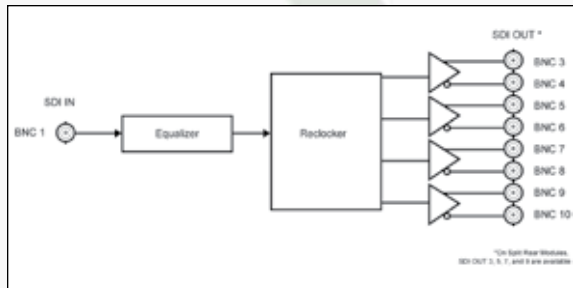 SDI OUT *
BNC 3
BNC 4
SDI IN
BNC 5
BNC 1
Equalizer
Reclocker
BNC 6
BNC 7
BNC 8
BNC 9
BNC 10
*On Split Rear Modules,
SDI OUT 3, 5, 7, and 9 are available